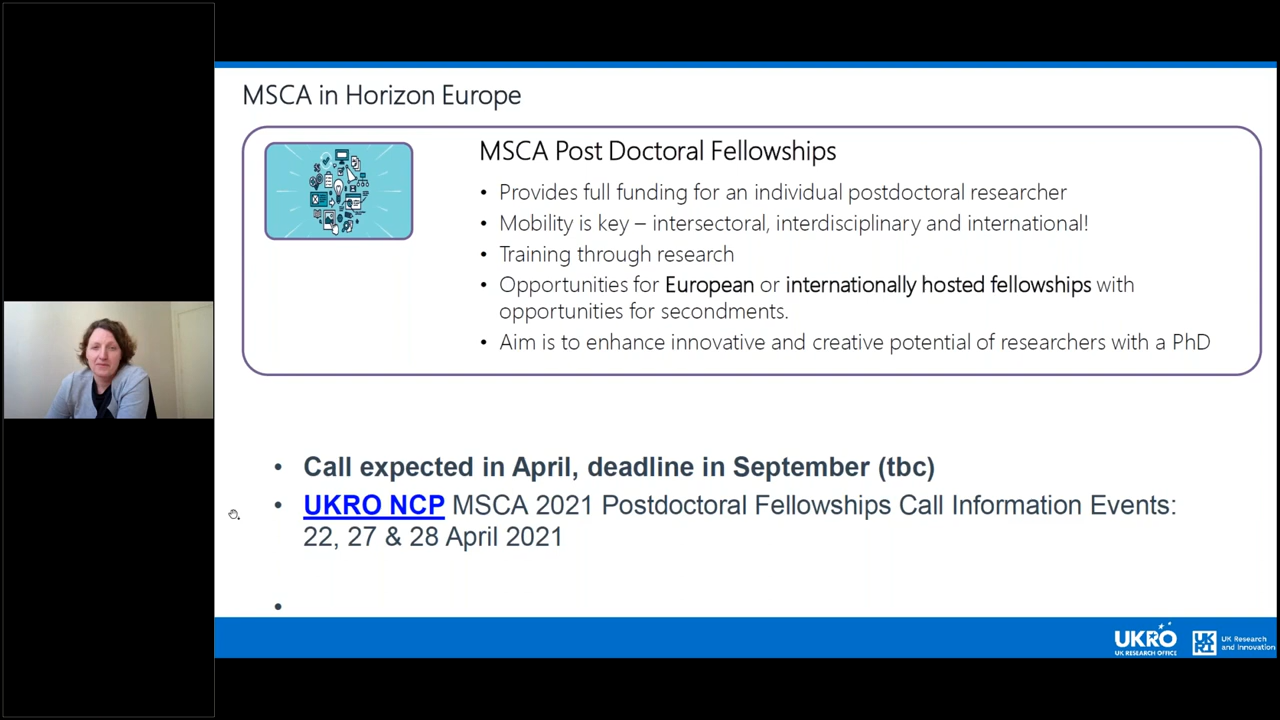 MSCA in Horizon Europe
MSCA Post Doctoral Fellowships
• Provides full funding for an individual postdoctoral researcher
• Mobility is key – intersectoral, interdisciplinary and international!
• Training through research
• Opportunities for European or internationally hosted fellowships with
opportunities for secondments.
• Aim is to enhance innovative and creative potential of researchers with a PhD
• Call expected in April, deadline in September (tbc)
• UKRO NCP MSCA 2021 Postdoctoral Fellowships Call Information Events:
22, 27 & 28 April 2021
•
UKRO
UK RESEARCH OFFICE
UKRI
UK Research
and Innovation